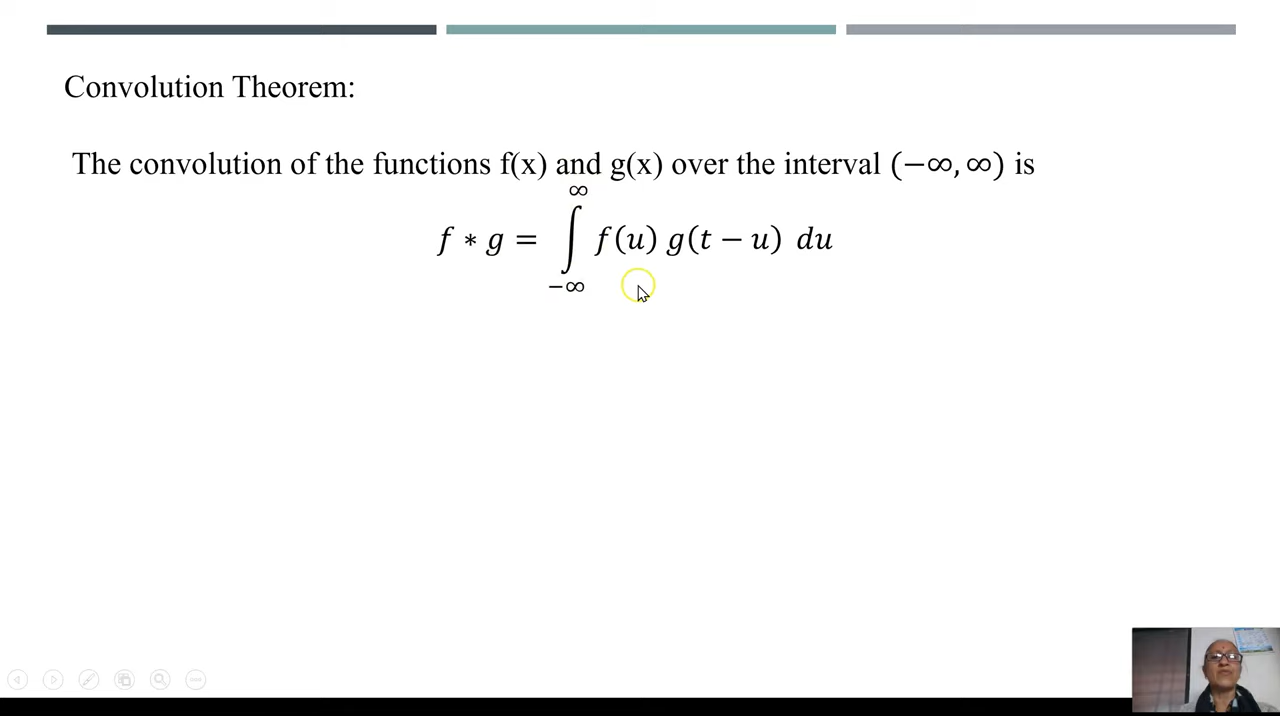 Convolution Theorem:
The convolution of the functions f(x) and g(x) over the interval (−∞, ∞) is
f ∗ g = ∫_{−∞}^{∞} f(u) g(t − u) du